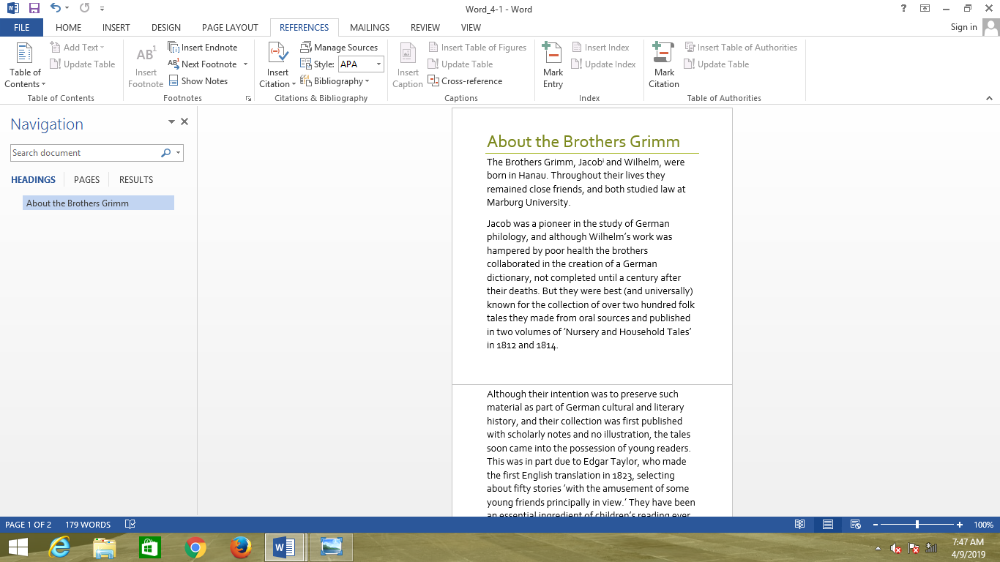 Word_4-1 - Word
FILE HOME INSERT DESIGN PAGE LAYOUT REFERENCES MAILINGS REVIEW VIEW Sign in
Table of Contents
Add Text
Update Table
Table of Contents
AB1
Insert Footnote
Insert Endnote
Next Footnote
Show Notes
Footnotes
Insert Citation
Manage Sources
Style: APA
Bibliography
Citations & Bibliography
Insert Caption
Insert Table of Figures
Update Table
Cross-reference
Captions
Mark Entry
Insert Index
Update Index
Index
Mark Citation
Insert Table of Authorities
Update Table
Table of Authorities
Navigation
Search document
HEADINGS PAGES RESULTS
About the Brothers Grimm
About the Brothers Grimm
The Brothers Grimm, Jacobⁱ and Wilhelm, were
born in Hanau. Throughout their lives they
remained close friends, and both studied law at
Marburg University.
Jacob was a pioneer in the study of German
philology, and although Wilhelm’s work was
hampered by poor health the brothers
collaborated in the creation of a German
dictionary, not completed until a century after
their deaths. But they were best (and universally)
known for the collection of over two hundred folk
tales they made from oral sources and published
in two volumes of ‘Nursery and Household Tales’
in 1812 and 1814.
Although their intention was to preserve such
material as part of German cultural and literary
history, and their collection was first published
with scholarly notes and no illustration, the tales
soon came into the possession of young readers.
This was in part due to Edgar Taylor, who made
the first English translation in 1823, selecting
about fifty stories ‘with the amusement of some
young friends principally in view.’ They have been
an essential ingredient of children’s reading ever
PAGE 1 OF 2 179 WORDS 100%
7:47 AM
4/9/2019